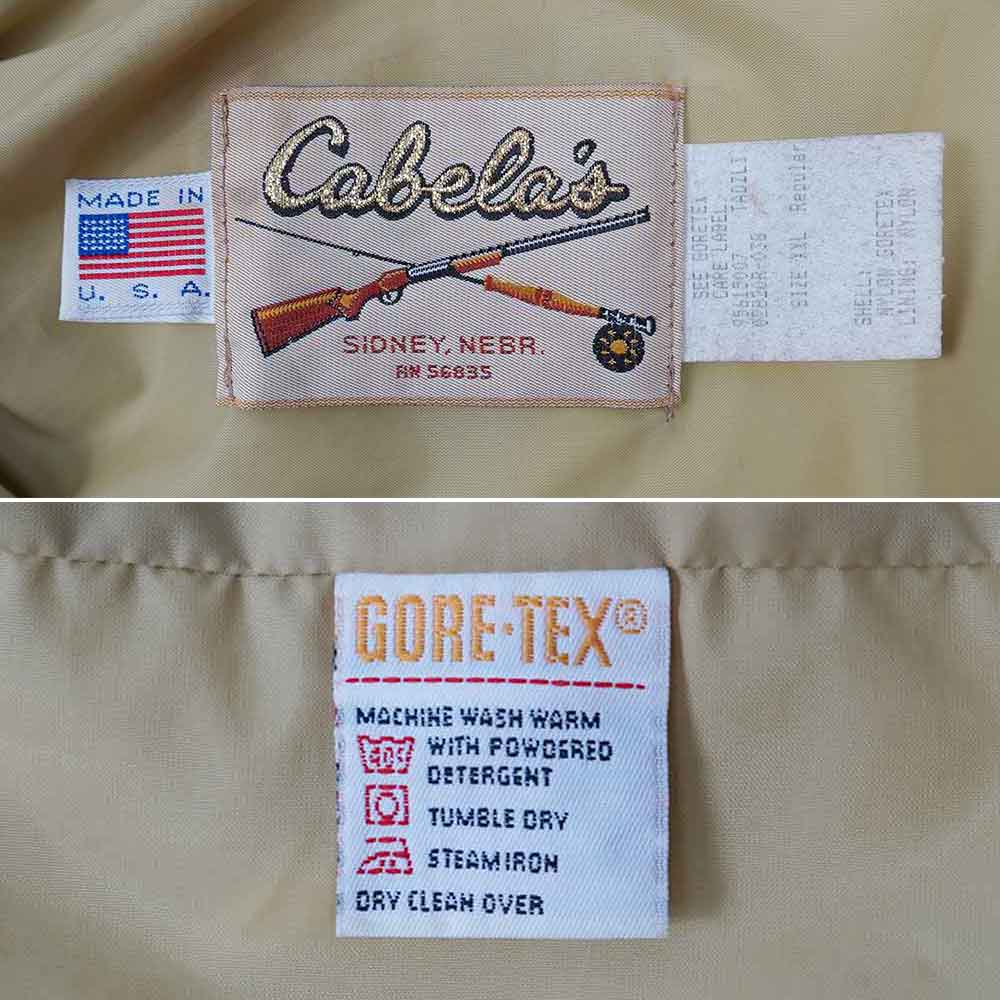 MADE IN
U. S. A.
Cabela's
SIDNEY, NEBR.
RN 56835
SEE GORETEX
CARE LABEL
SIZE XXL Regular
SHELL:
NYLON GORETEX
LINING: NYLON
GORE-TEX®
MACHINE WASH WARM
WITH POWDERED
DETERGENT
TUMBLE DRY
STEAM IRON
DRY CLEAN OVER